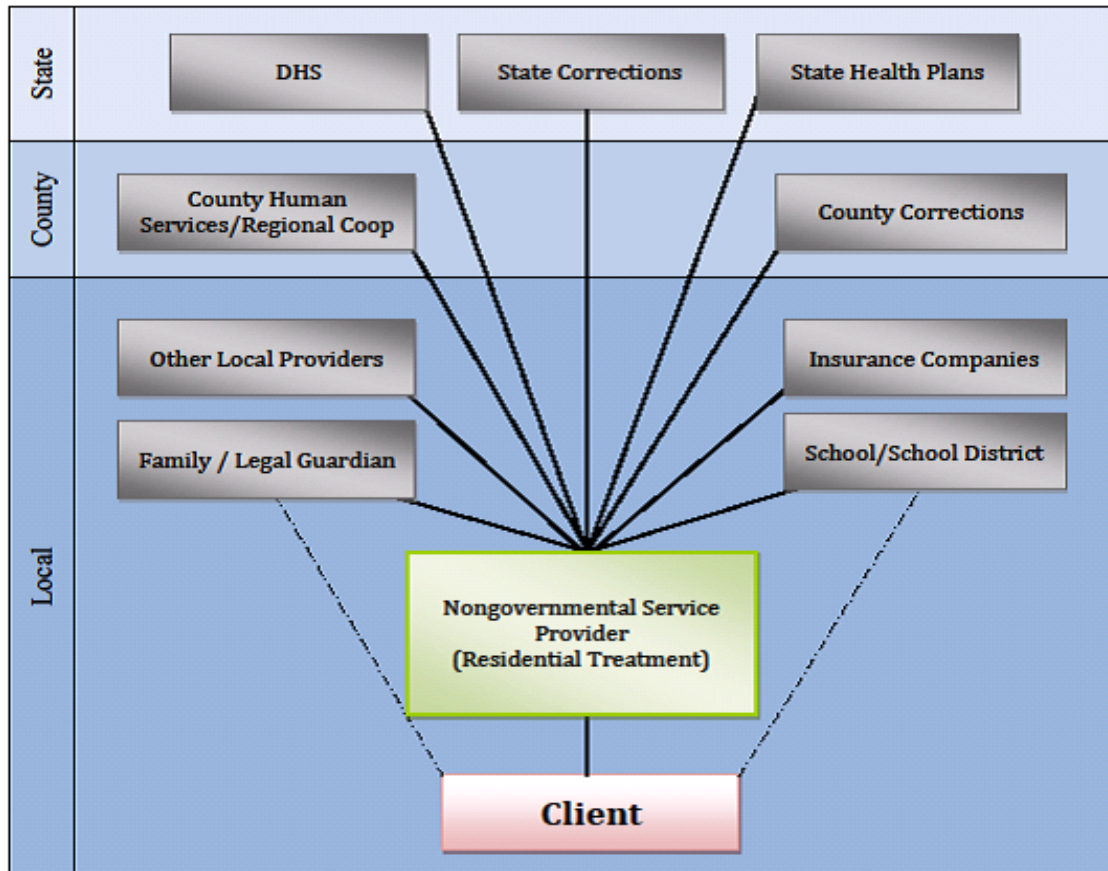 State
DHS
State Corrections
State Health Plans
County
County Human
Services/Regional Coop
County Corrections
Local
Other Local Providers
Insurance Companies
Family / Legal Guardian
School/School District
Nongovernmental Service
Provider
(Residential Treatment)
Client